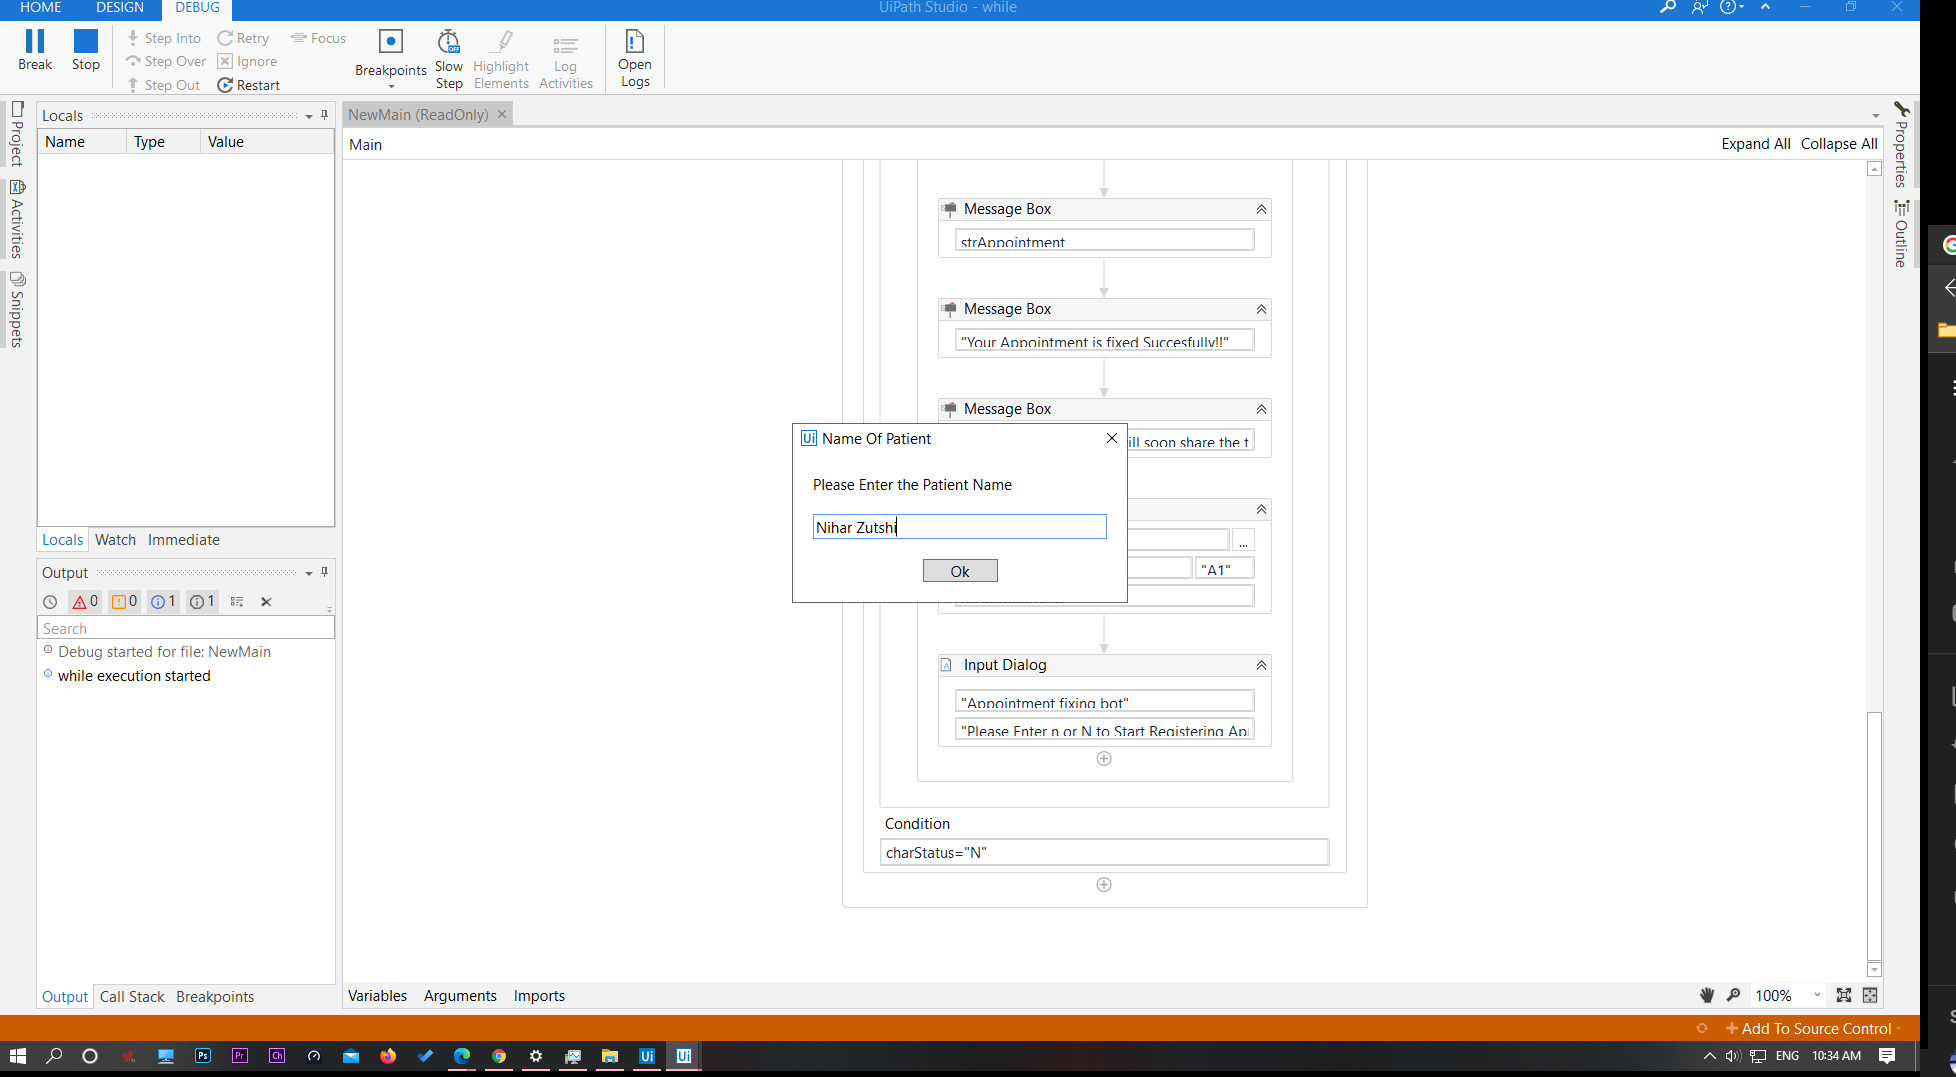 HOME DESIGN DEBUG UiPath Studio - while
Break
Stop
Step Into
Step Over
Step Out
Retry
Ignore
Restart
Focus
Breakpoints
Slow
Step
Highlight
Elements
Log
Activities
Open
Logs
Project
Activities
Snippets
Locals
Name Type Value
Locals Watch Immediate
Output
0 0 1 1
Search
Debug started for file: NewMain
while execution started
Output Call Stack Breakpoints
NewMain (ReadOnly)
Main Expand All Collapse All
Message Box
strAppointment
Message Box
"Your Appointment is fixed Succesfully!!"
Message Box
ill soon share the t
Name Of Patient
Please Enter the Patient Name
Nihar Zutshi
Ok
...
"A1"
Input Dialog
"Appointment fixing bot"
"Please Enter n or N to Start Registering Ap
Condition
charStatus="N"
Variables Arguments Imports 100%
Properties
Outline
Add To Source Control
Ps Pr Ch Ui Ui
ENG 10:34 AM